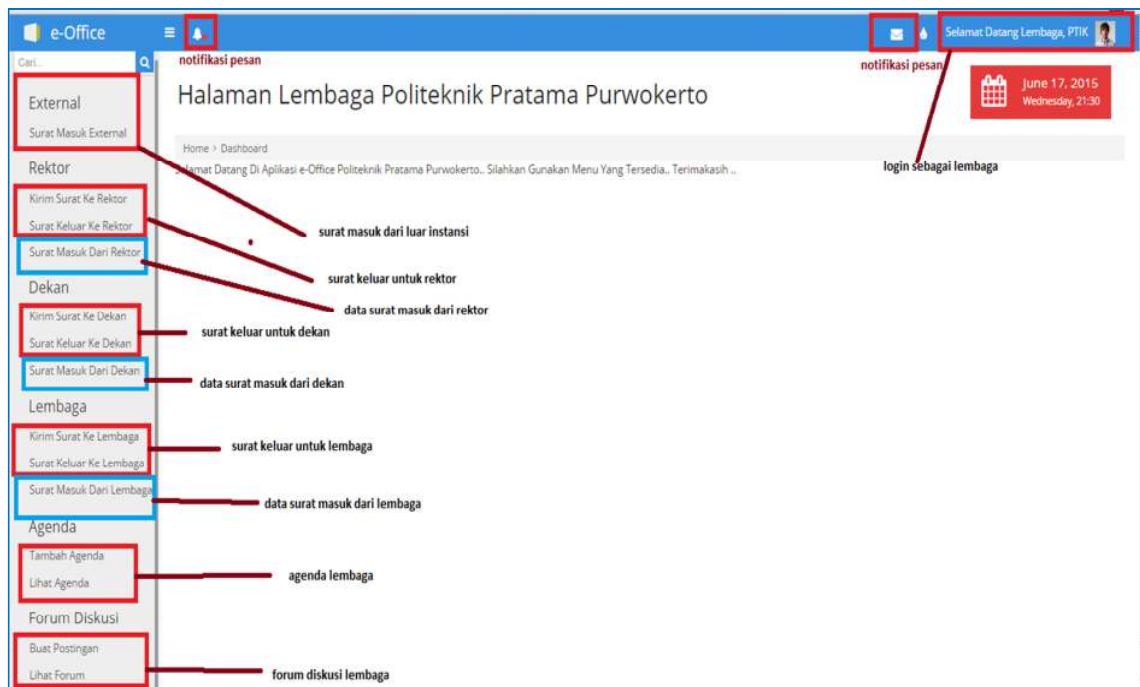 e-Office
Selamat Datang Lembaga, PTIK
Cari..
notifikasi pesan
notifikasi pesan
Halaman Lembaga Politeknik Pratama Purwokerto
June 17, 2015
Wednesday, 21:30
External
Surat Masuk External
Home > Dashboard
Selamat Datang Di Aplikasi e-Office Politeknik Pratama Purwokerto.. Silahkan Gunakan Menu Yang Tersedia.. Terimakasih ..
login sebagai lembaga
Rektor
Kirim Surat Ke Rektor
Surat Keluar Ke Rektor
Surat Masuk Dari Rektor
surat masuk dari luar instansi
surat keluar untuk rektor
data surat masuk dari rektor
Dekan
Kirim Surat Ke Dekan
Surat Keluar Ke Dekan
surat keluar untuk dekan
Surat Masuk Dari Dekan
data surat masuk dari dekan
Lembaga
Kirim Surat Ke Lembaga
Surat Keluar Ke Lembaga
surat keluar untuk lembaga
Surat Masuk Dari Lembaga
data surat masuk dari lembaga
Agenda
Tambah Agenda
Lihat Agenda
agenda lembaga
Forum Diskusi
Buat Postingan
Lihat Forum
forum diskusi lembaga